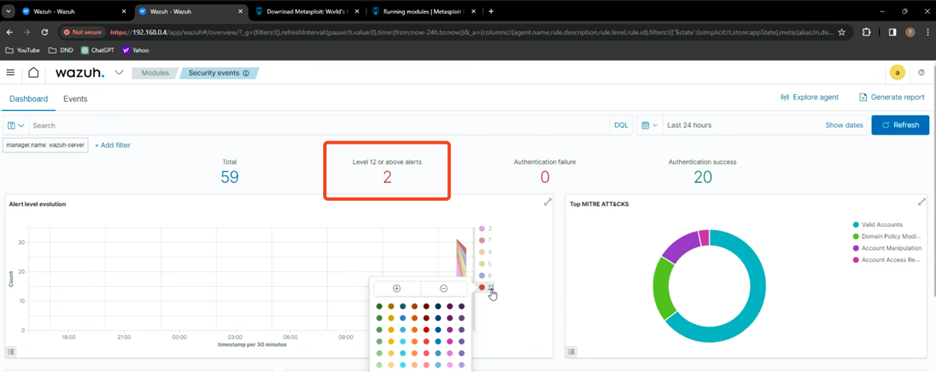 Wazuh - Wazuh
Wazuh - Wazuh
Download Metasploit: World's
Running modules | Metasploit
Not secure
https://192.168.0.4/app/wazuh#/overview/?_g=(filters:!(),refreshInterval:(pause:!t,value:0),time:(from:now-24h,to:now))&_a=(columns:!(agent.name,rule.description,rule.level,rule.id),filters:!(('$state':(isImplicit:!t,store:appState),meta:(alias:!n,dis...
YouTube DND ChatGPT Yahoo
wazuh. Modules Security events a
Dashboard Events Explore agent Generate report
Search DQL Last 24 hours Show dates Refresh
manager.name: wazuh-server + Add filter
Total Level 12 or above alerts Authentication failure Authentication success
59 2 0 20
Alert level evolution
30
20
10
0
Count
18:00 21:00 00:00 03:00 06:00 09:00
timestamp per 30 minutes
3
7
4
5
8
Top MITRE ATT&CKS
Valid Accounts
Domain Policy Modi...
Account Manipulation
Account Access Re...